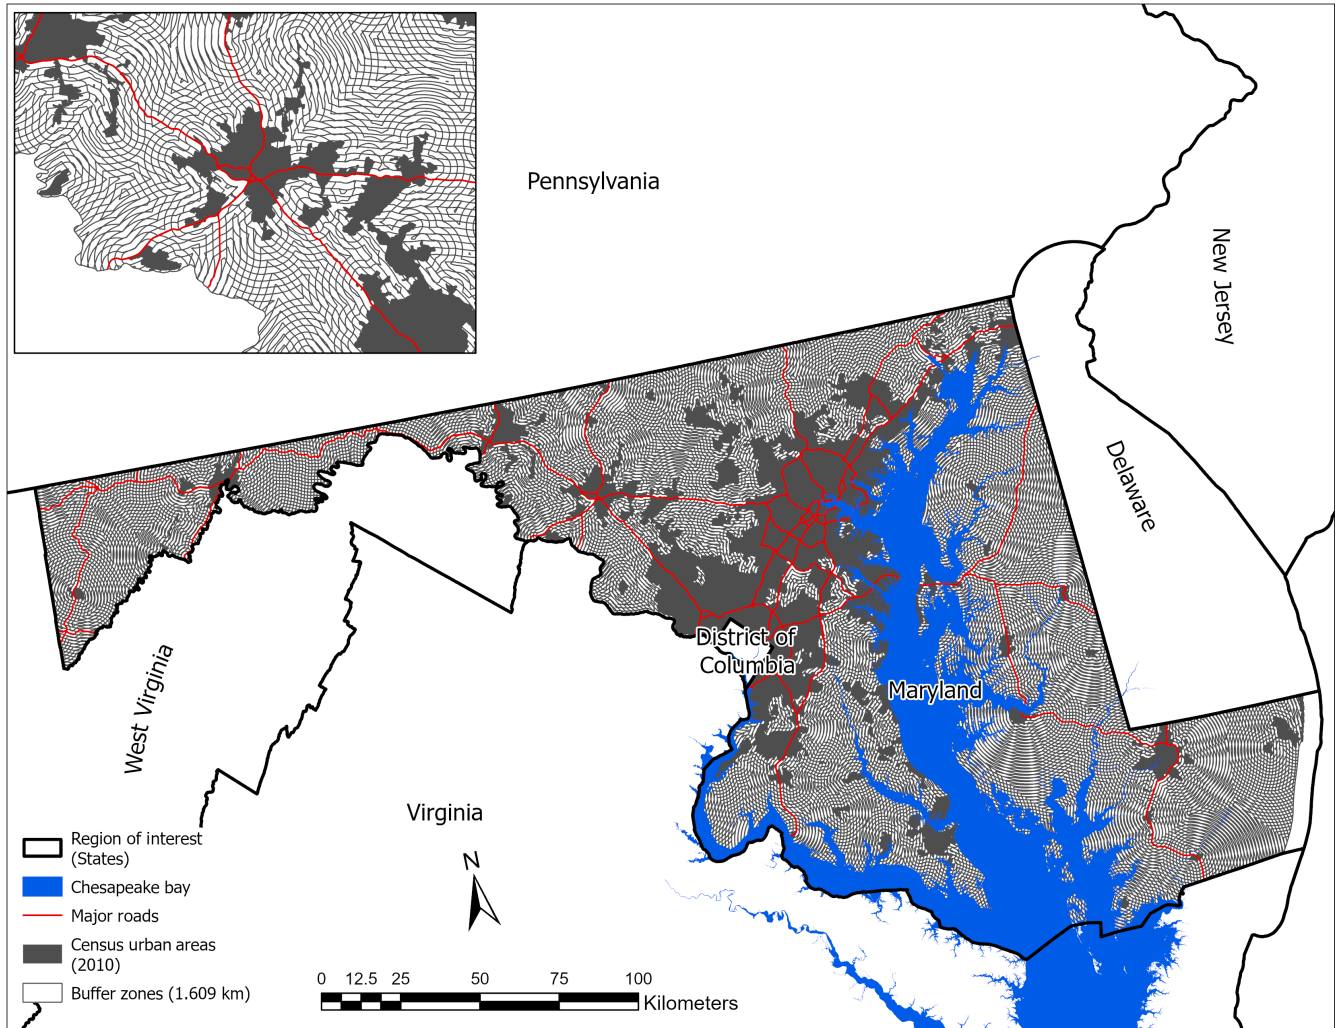 Pennsylvania
New Jersey
Delaware
District of
Columbia
Maryland
West Virginia
Virginia
N
Region of interest
(States)
Chesapeake bay
Major roads
Census urban areas
(2010)
Buffer zones (1.609 km)
0 12.5 25 50 75 100
Kilometers